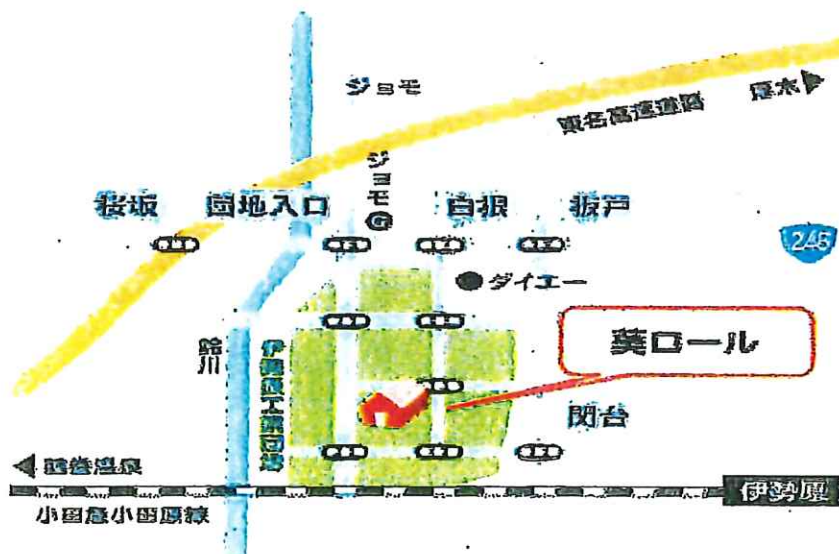 ジョモ
東名高速道路 厚木▶
ジョモ
G
桜坂 団地入口 白根 坂戸
246
ダイエー
葵ロール
鈴川
伊勢原工業団地
関台
◀鶴巻温泉
伊勢原
小田急小田原線